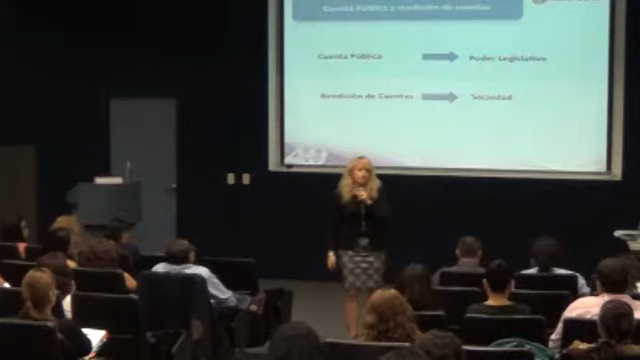 Cuenta Pública y rendición de cuentas
Cuenta Pública Poder Legislativo
Rendición de Cuentas Sociedad